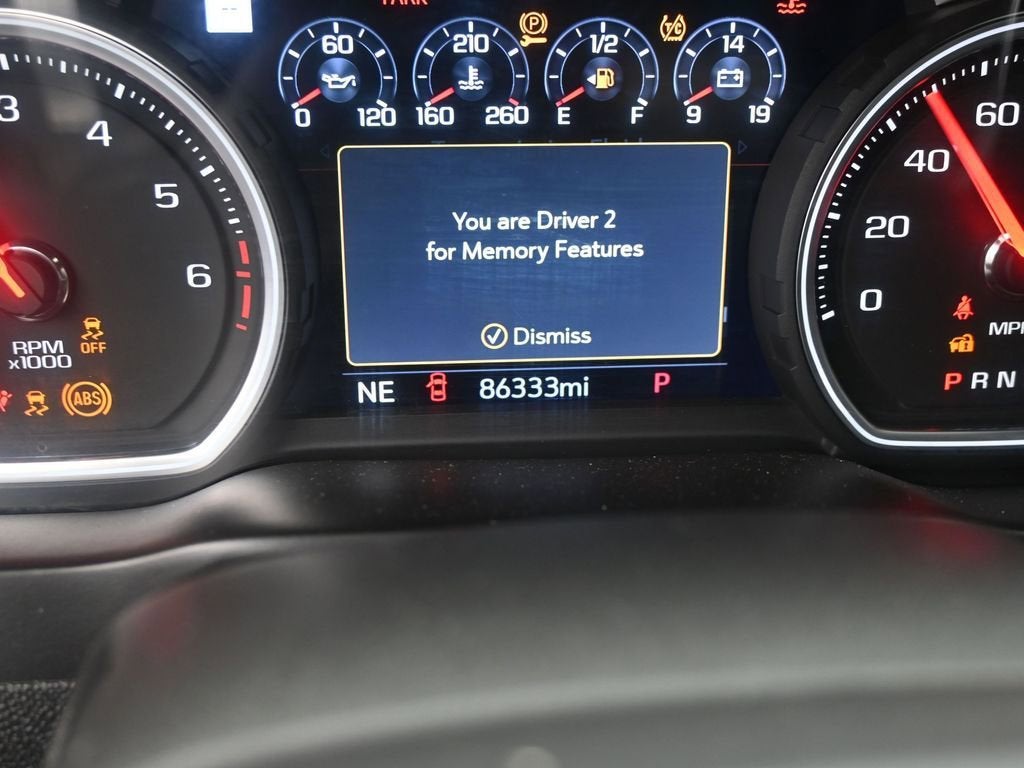 PARK
60
0 120
210
160 260
P
1/2
E F
T/C
14
9 19
3
4
5
6
RPM
x1000
OFF
ABS
You are Driver 2
for Memory Features
Dismiss
NE 86333mi P
60
40
20
0
P R N